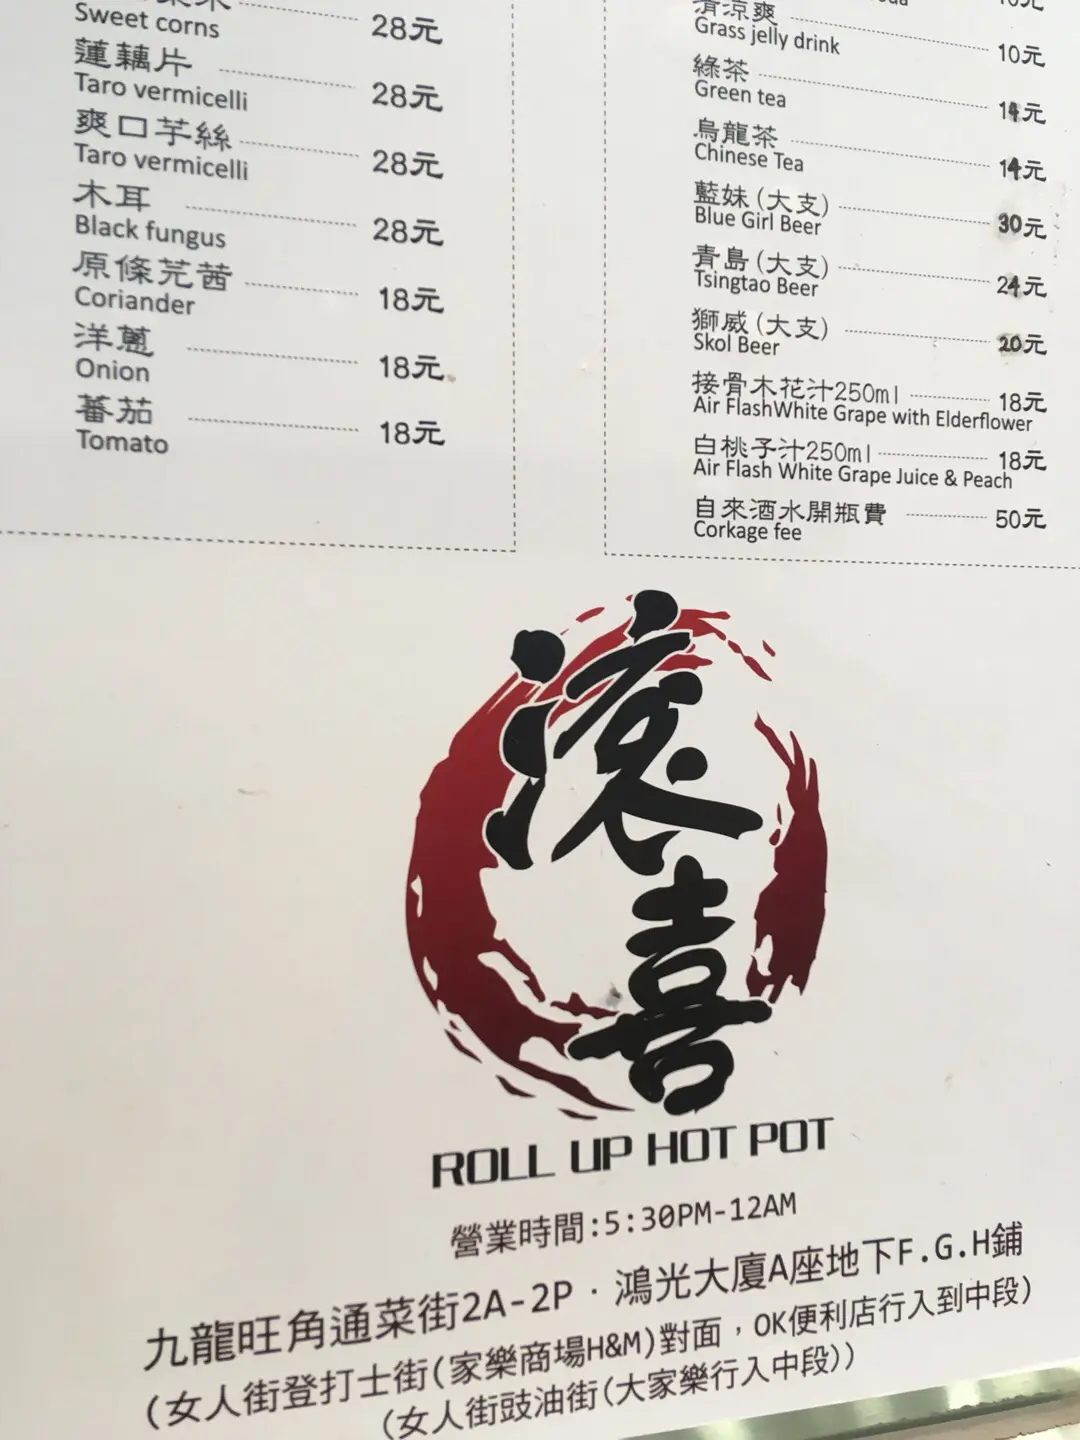 Sweet corns 28元
蓮藕片
Taro vermicelli 28元
爽口芋絲
Taro vermicelli 28元
木耳
Black fungus 28元
原條芫茜
Coriander 18元
洋蔥
Onion 18元
蕃茄
Tomato 18元
10元
清涼爽
Grass jelly drink 10元
綠茶
Green tea 14元
烏龍茶
Chinese Tea 14元
藍妹(大支)
Blue Girl Beer 30元
青島(大支)
Tsingtao Beer 24元
獅威(大支)
Skol Beer 20元
接骨木花汁250ml 18元
Air FlashWhite Grape with Elderflower
白桃子汁250ml 18元
Air Flash White Grape Juice & Peach
自來酒水開瓶費 50元
Corkage fee
滾喜
ROLL UP HOT POT
營業時間:5:30PM-12AM
九龍旺角通菜街2A-2P‧鴻光大廈A座地下F.G.H鋪
(女人街登打士街(家樂商場H&M)對面，OK便利店行入到中段)
(女人街豉油街(大家樂行入中段))